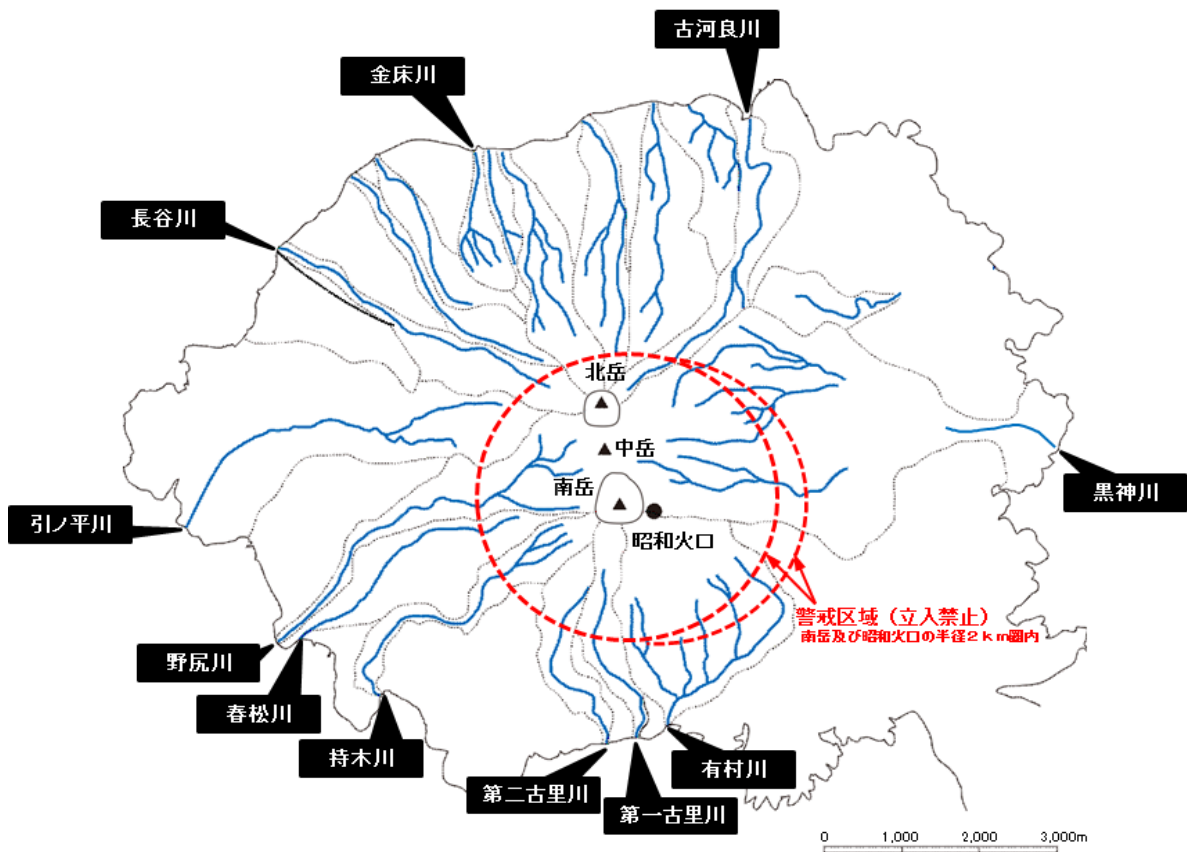 古河良川
金床川
長谷川
北岳
中岳
南岳
昭和火口
黒神川
引ノ平川
警戒区域（立入禁止）
南岳及び昭和火口の半径２ｋｍ圏内
野尻川
春松川
持木川
有村川
第二古里川
第一古里川
0 1,000 2,000 3,000m